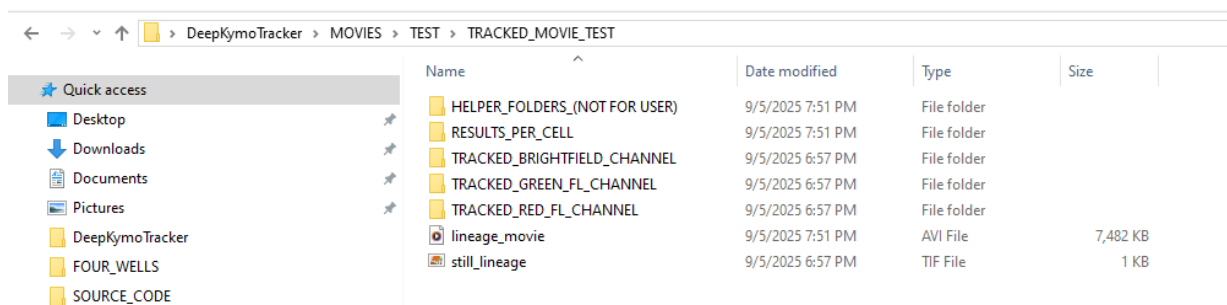 DeepKymoTracker > MOVIES > TEST > TRACKED_MOVIE_TEST
Name Date modified Type Size
Quick access
Desktop
Downloads
Documents
Pictures
DeepKymoTracker
FOUR_WELLS
SOURCE_CODE
HELPER_FOLDERS_(NOT FOR USER) 9/5/2025 7:51 PM File folder
RESULTS_PER_CELL 9/5/2025 7:51 PM File folder
TRACKED_BRIGHTFIELD_CHANNEL 9/5/2025 6:57 PM File folder
TRACKED_GREEN_FL_CHANNEL 9/5/2025 6:57 PM File folder
TRACKED_RED_FL_CHANNEL 9/5/2025 6:57 PM File folder
lineage_movie 9/5/2025 7:51 PM AVI File 7,482 KB
still_lineage 9/5/2025 6:57 PM TIF File 1 KB